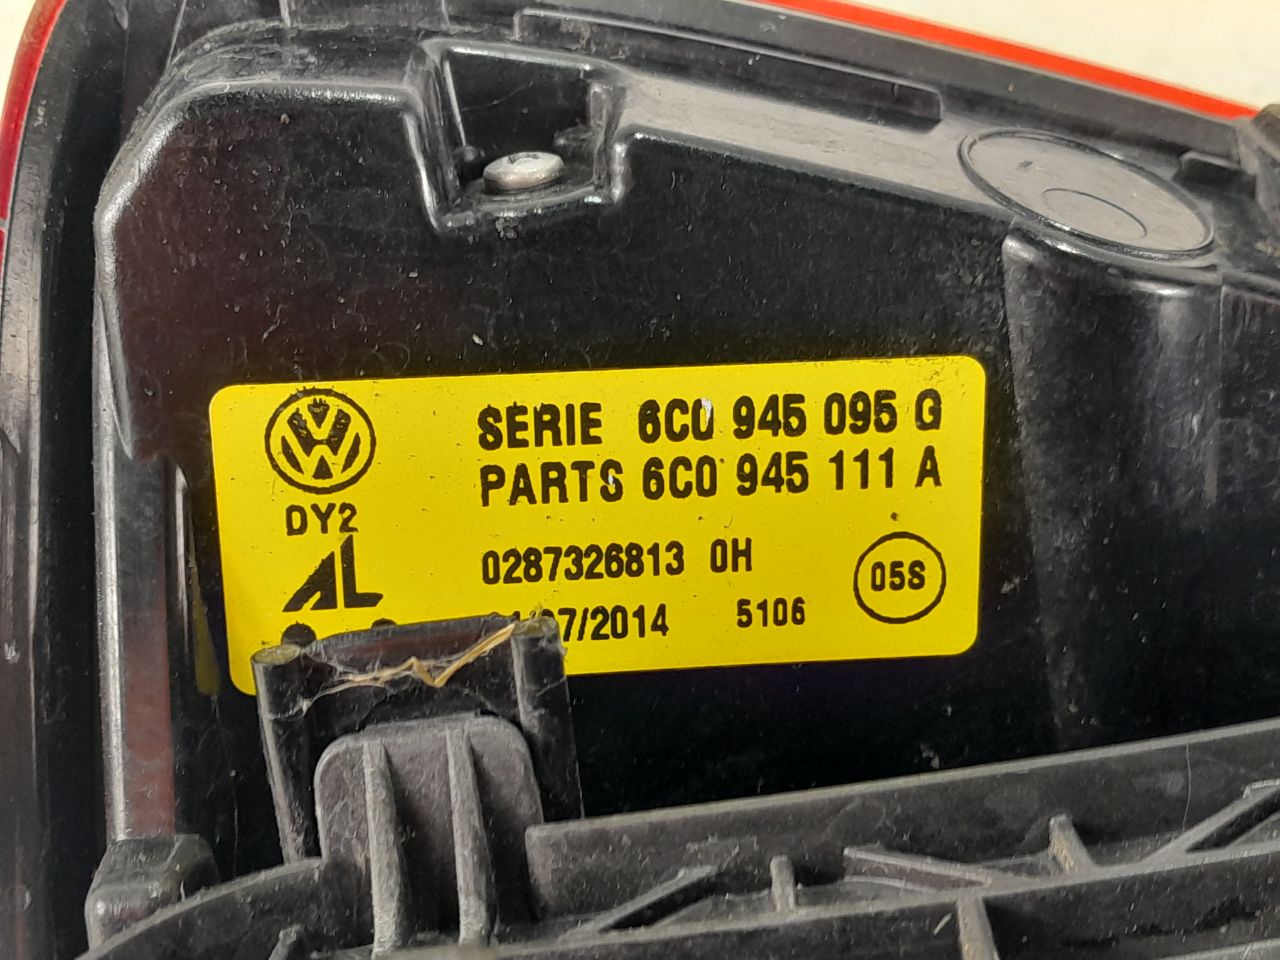 SERIE 6C0 945 095 G
PARTS 6C0 945 111 A
DY2
AL
0287326813 0H
05S
/2014 5106